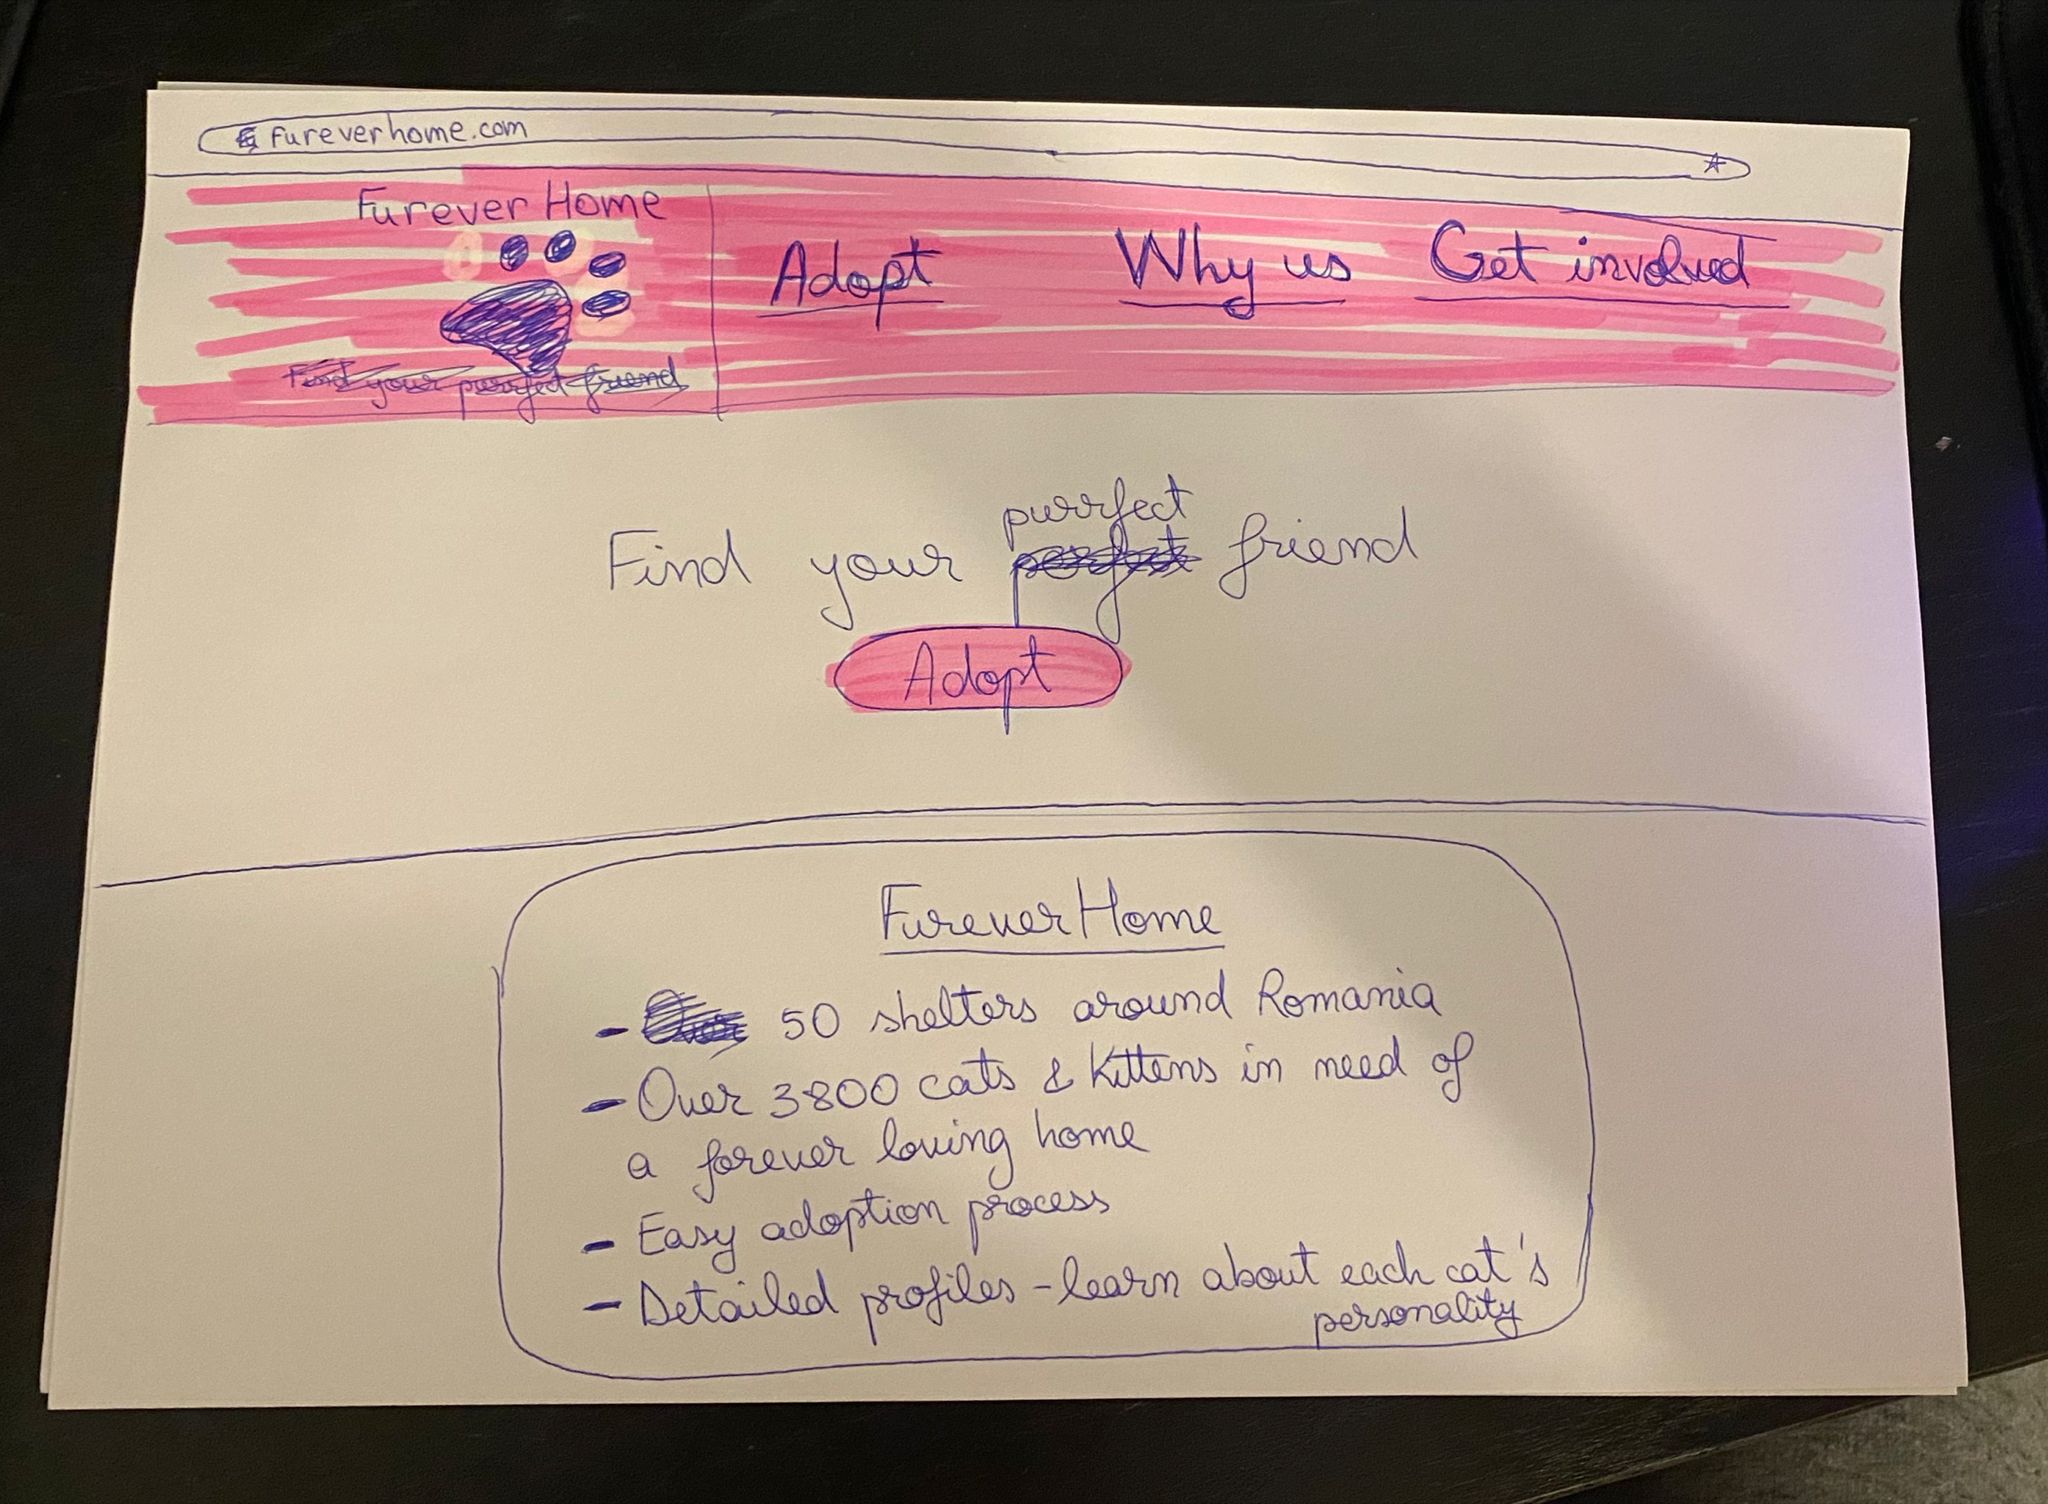 fureverhome.com
FureverHome
Adopt
Why us
Get involved
Find your purrfect friend
purrfect
Find your perfect friend
Adopt
FureverHome
- 50 shelters around Romania
- Over 3800 cats & kittens in need of
a forever loving home
- Easy adoption process
- Detailed profiles - learn about each cat's
personality